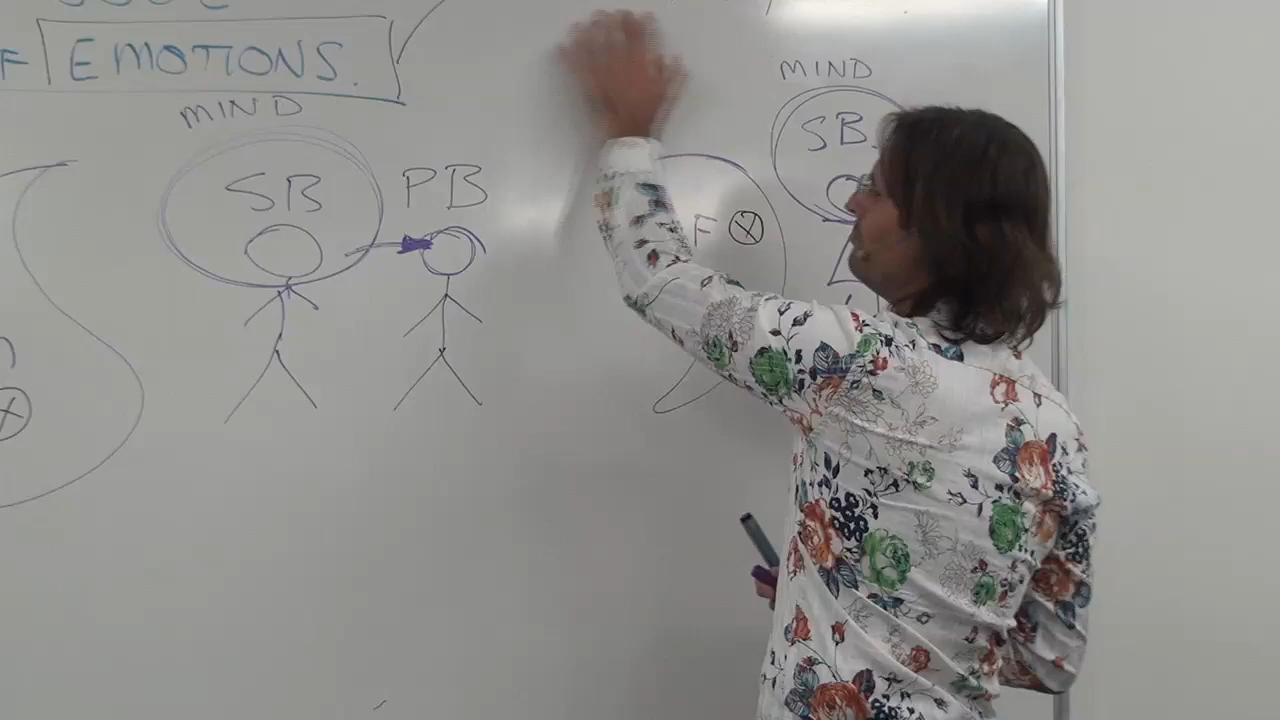 F EMOTIONS.
MIND
SB PB
MIND
SB
F X
X